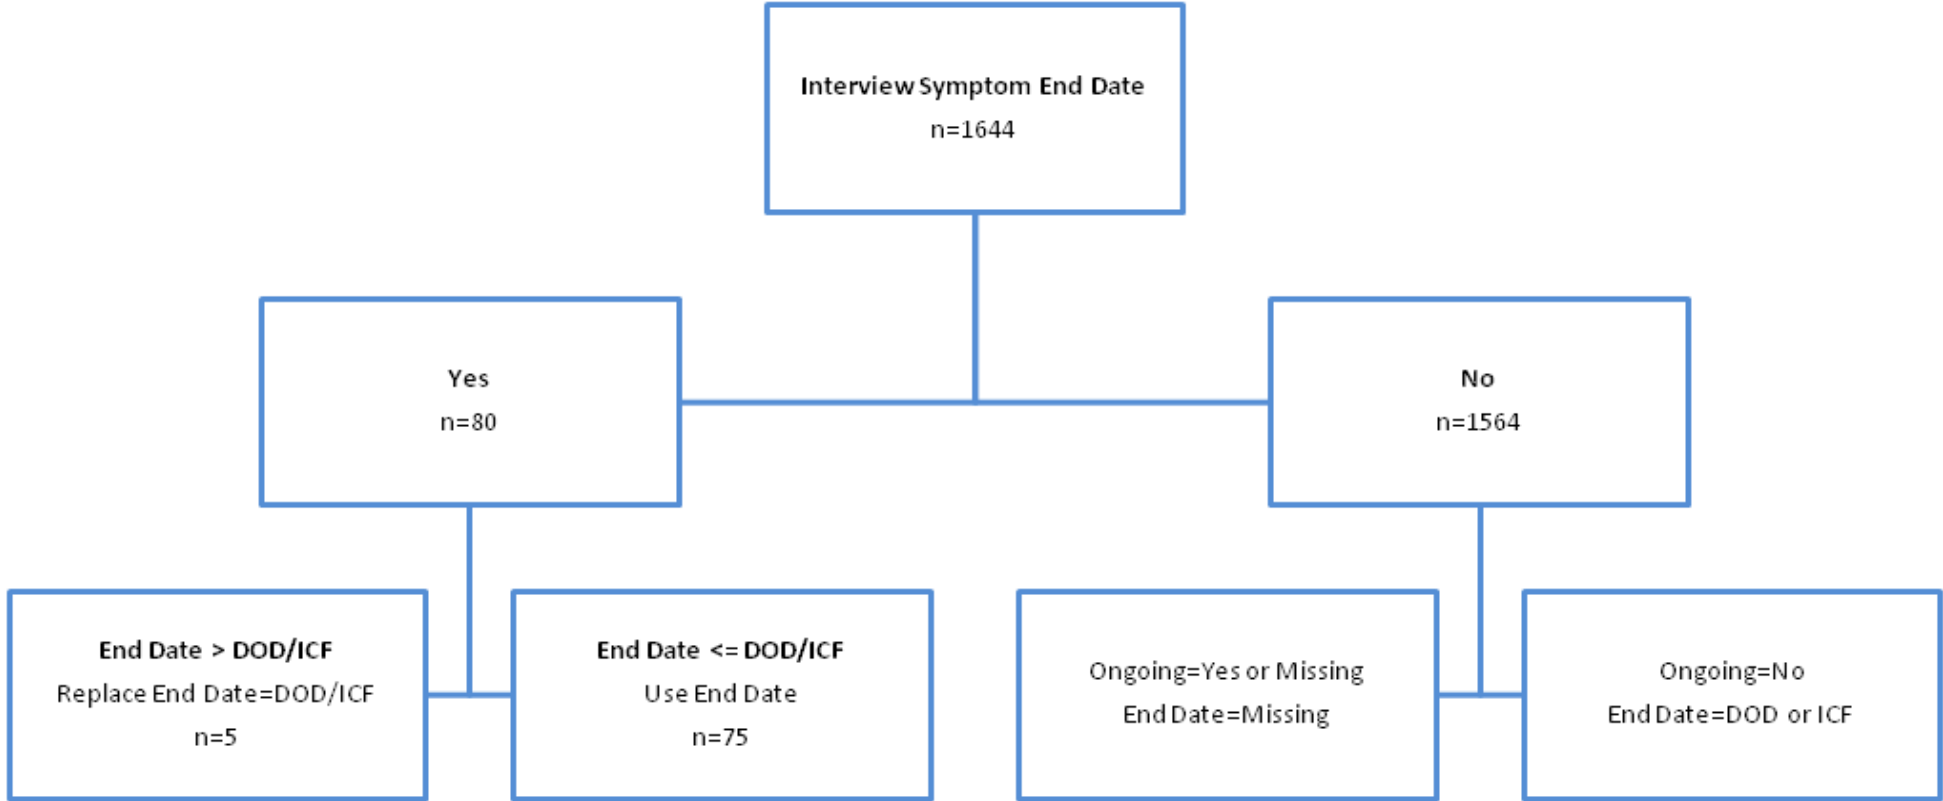 Interview Symptom End Date
n=1644
Yes
n=80
No
n=1564
End Date > DOD/ICF
Replace End Date=DOD/ICF
n=5
End Date <= DOD/ICF
Use End Date
n=75
Ongoing=Yes or Missing
End Date=Missing
Ongoing=No
End Date=DOD or ICF